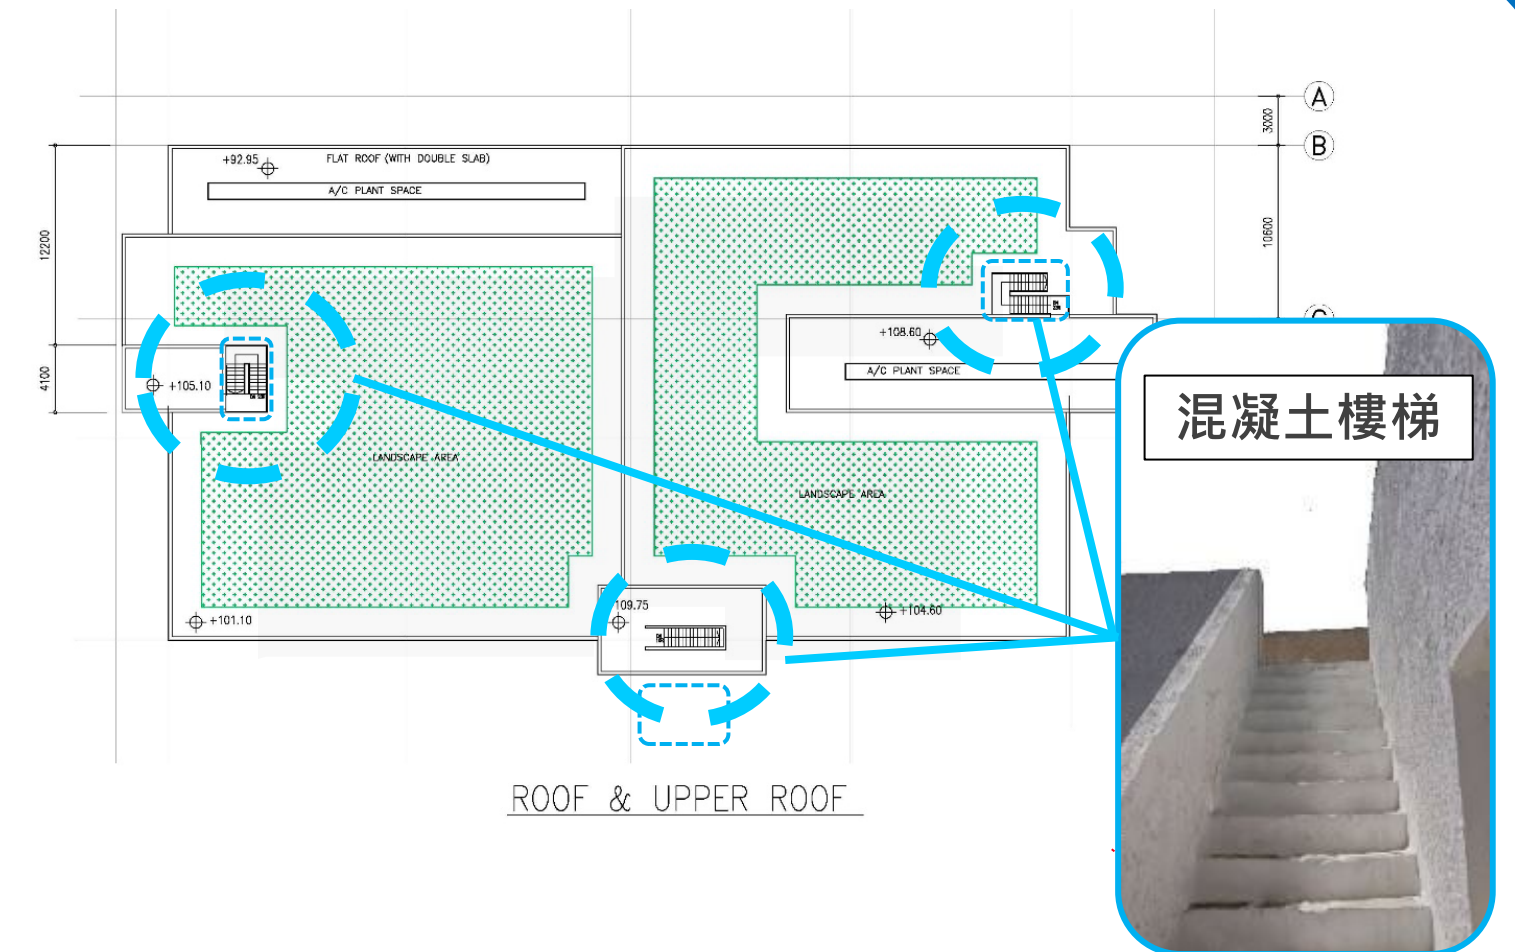 A
3000
B
+92.95
FLAT ROOF (WITH DOUBLE SLAB)
A/C PLANT SPACE
12200
10600
+108.60
A/C PLANT SPACE
4100
+105.10
混凝土樓梯
LANDSCAPE AREA
LANDSCAPE AREA
109.75
+104.60
+101.10
ROOF & UPPER ROOF